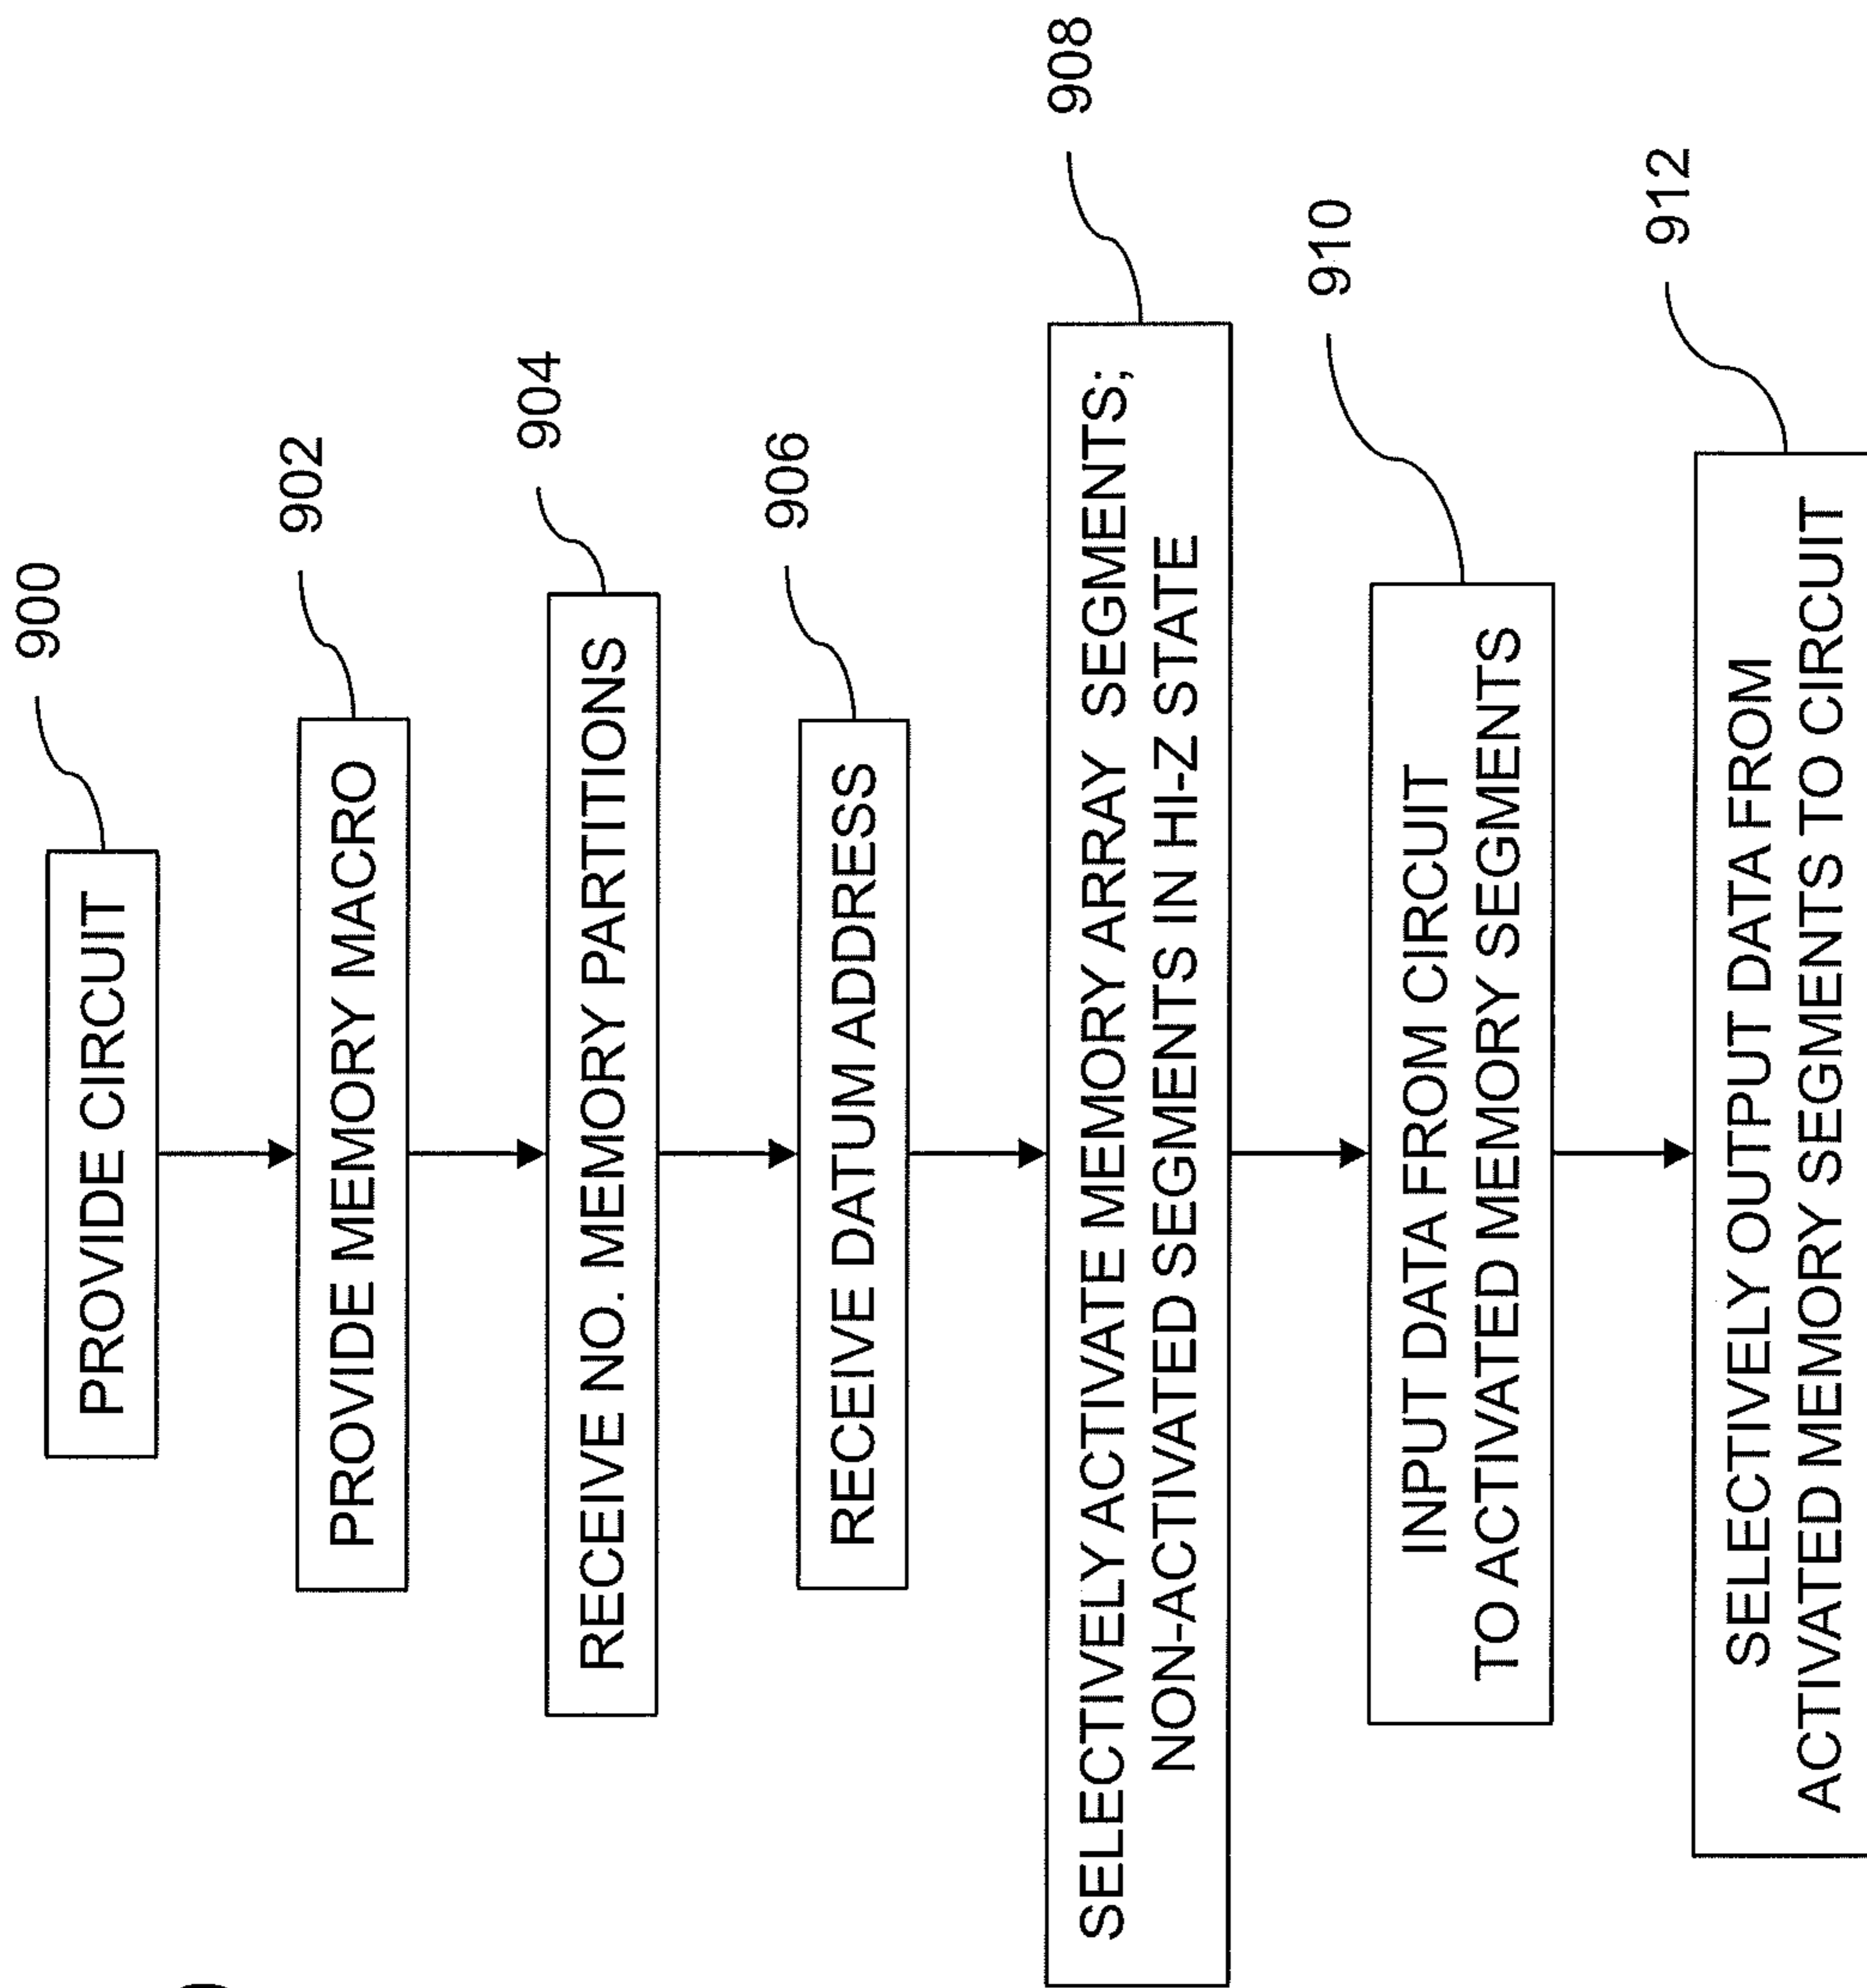 900
PROVIDE CIRCUIT
902
PROVIDE MEMORY MACRO
904
RECEIVE NO. MEMORY PARTITIONS
906
RECEIVE DATUM ADDRESS
908
SELECTIVELY ACTIVATE MEMORY ARRAY SEGMENTS;
NON-ACTIVATED SEGMENTS IN HI-Z STATE
910
INPUT DATA FROM CIRCUIT
TO ACTIVATED MEMORY SEGMENTS
912
SELECTIVELY OUTPUT DATA FROM
ACTIVATED MEMORY SEGMENTS TO CIRCUIT